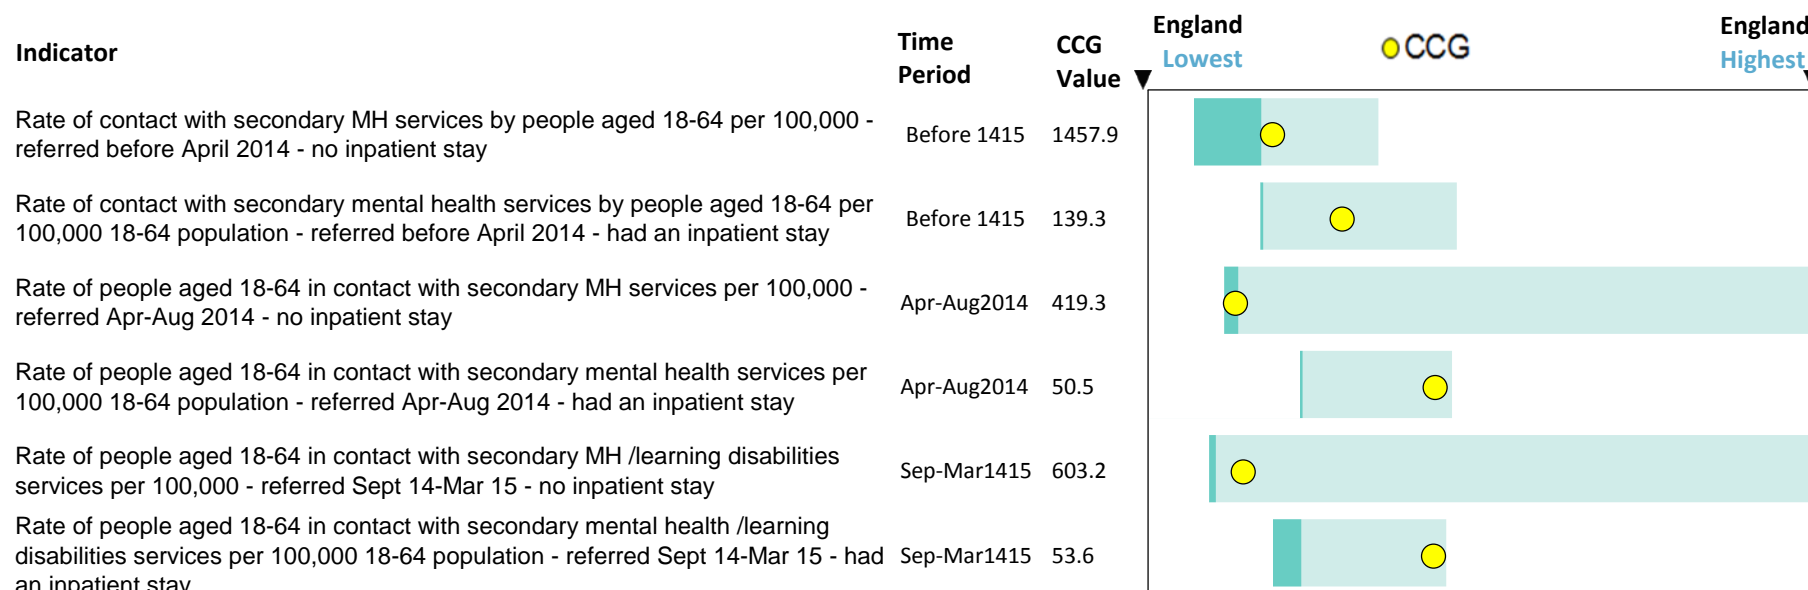 Indicator
Time
Period
CCG
Value
England
Lowest
CCG
England
Highest
Rate of contact with secondary MH services by people aged 18-64 per 100,000 -
referred before April 2014 - no inpatient stay
Before 1415 1457.9
Rate of contact with secondary mental health services by people aged 18-64 per
100,000 18-64 population - referred before April 2014 - had an inpatient stay
Before 1415 139.3
Rate of people aged 18-64 in contact with secondary MH services per 100,000 -
referred Apr-Aug 2014 - no inpatient stay
Apr-Aug2014 419.3
Rate of people aged 18-64 in contact with secondary mental health services per
100,000 18-64 population - referred Apr-Aug 2014 - had an inpatient stay
Apr-Aug2014 50.5
Rate of people aged 18-64 in contact with secondary MH /learning disabilities
services per 100,000 - referred Sept 14-Mar 15 - no inpatient stay
Sep-Mar1415 603.2
Rate of people aged 18-64 in contact with secondary mental health /learning
disabilities services per 100,000 18-64 population - referred Sept 14-Mar 15 - had
an inpatient stay
Sep-Mar1415 53.6